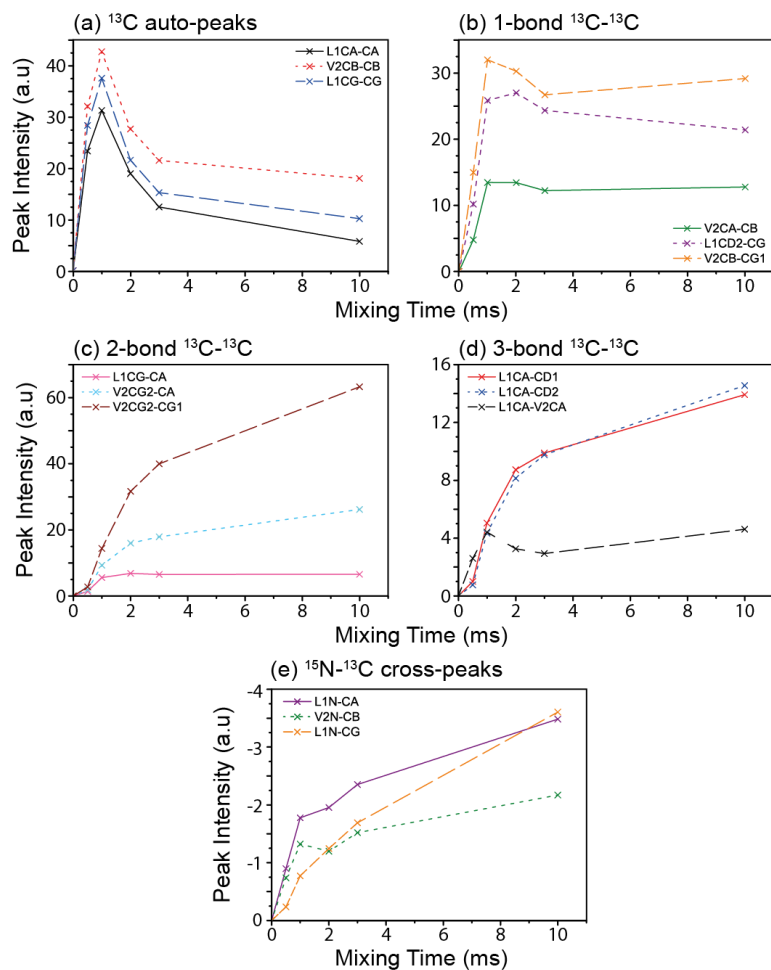 (a) ¹³C auto-peaks
L1CA-CA
V2CB-CB
L1CG-CG
Peak Intensity (a.u)
40
30
20
10
0
0 2 4 6 8 10
Mixing Time (ms)
(b) 1-bond ¹³C-¹³C
30
20
10
0
V2CA-CB
L1CD2-CG
V2CB-CG1
0 2 4 6 8 10
Mixing Time (ms)
(c) 2-bond ¹³C-¹³C
L1CG-CA
V2CG2-CA
V2CG2-CG1
Peak Intensity (a.u)
60
40
20
0
0 2 4 6 8 10
Mixing Time (ms)
(d) 3-bond ¹³C-¹³C
L1CA-CD1
L1CA-CD2
L1CA-V2CA
16
12
8
4
0
0 2 4 6 8 10
Mixing Time (ms)
(e) ¹⁵N-¹³C cross-peaks
L1N-CA
V2N-CB
L1N-CG
Peak Intensity (a.u)
-4
-3
-2
-1
0
0 2 4 6 8 10
Mixing Time (ms)